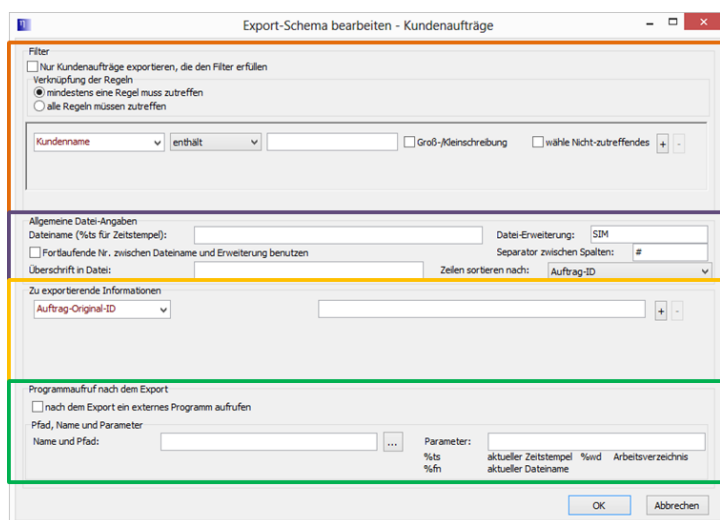 Export-Schema bearbeiten - Kundenaufträge
Filter
Nur Kundenaufträge exportieren, die den Filter erfüllen
Verknüpfung der Regeln
mindestens eine Regel muss zutreffen
alle Regeln müssen zutreffen
Kundenname enthält Groß-/Kleinschreibung wähle Nicht-zutreffendes + -
Allgemeine Datei-Angaben
Dateiname (%ts für Zeitstempel): Datei-Erweiterung: SIM
Fortlaufende Nr. zwischen Dateiname und Erweiterung benutzen Separator zwischen Spalten: #
Überschrift in Datei: Zeilen sortieren nach: Auftrag-ID
Zu exportierende Informationen
Auftrag-Original-ID + -
Programmaufruf nach dem Export
nach dem Export ein externes Programm aufrufen
Pfad, Name und Parameter
Name und Pfad: ... Parameter:
%ts aktueller Zeitstempel %wd Arbeitsverzeichnis
%fn aktueller Dateiname
OK Abbrechen